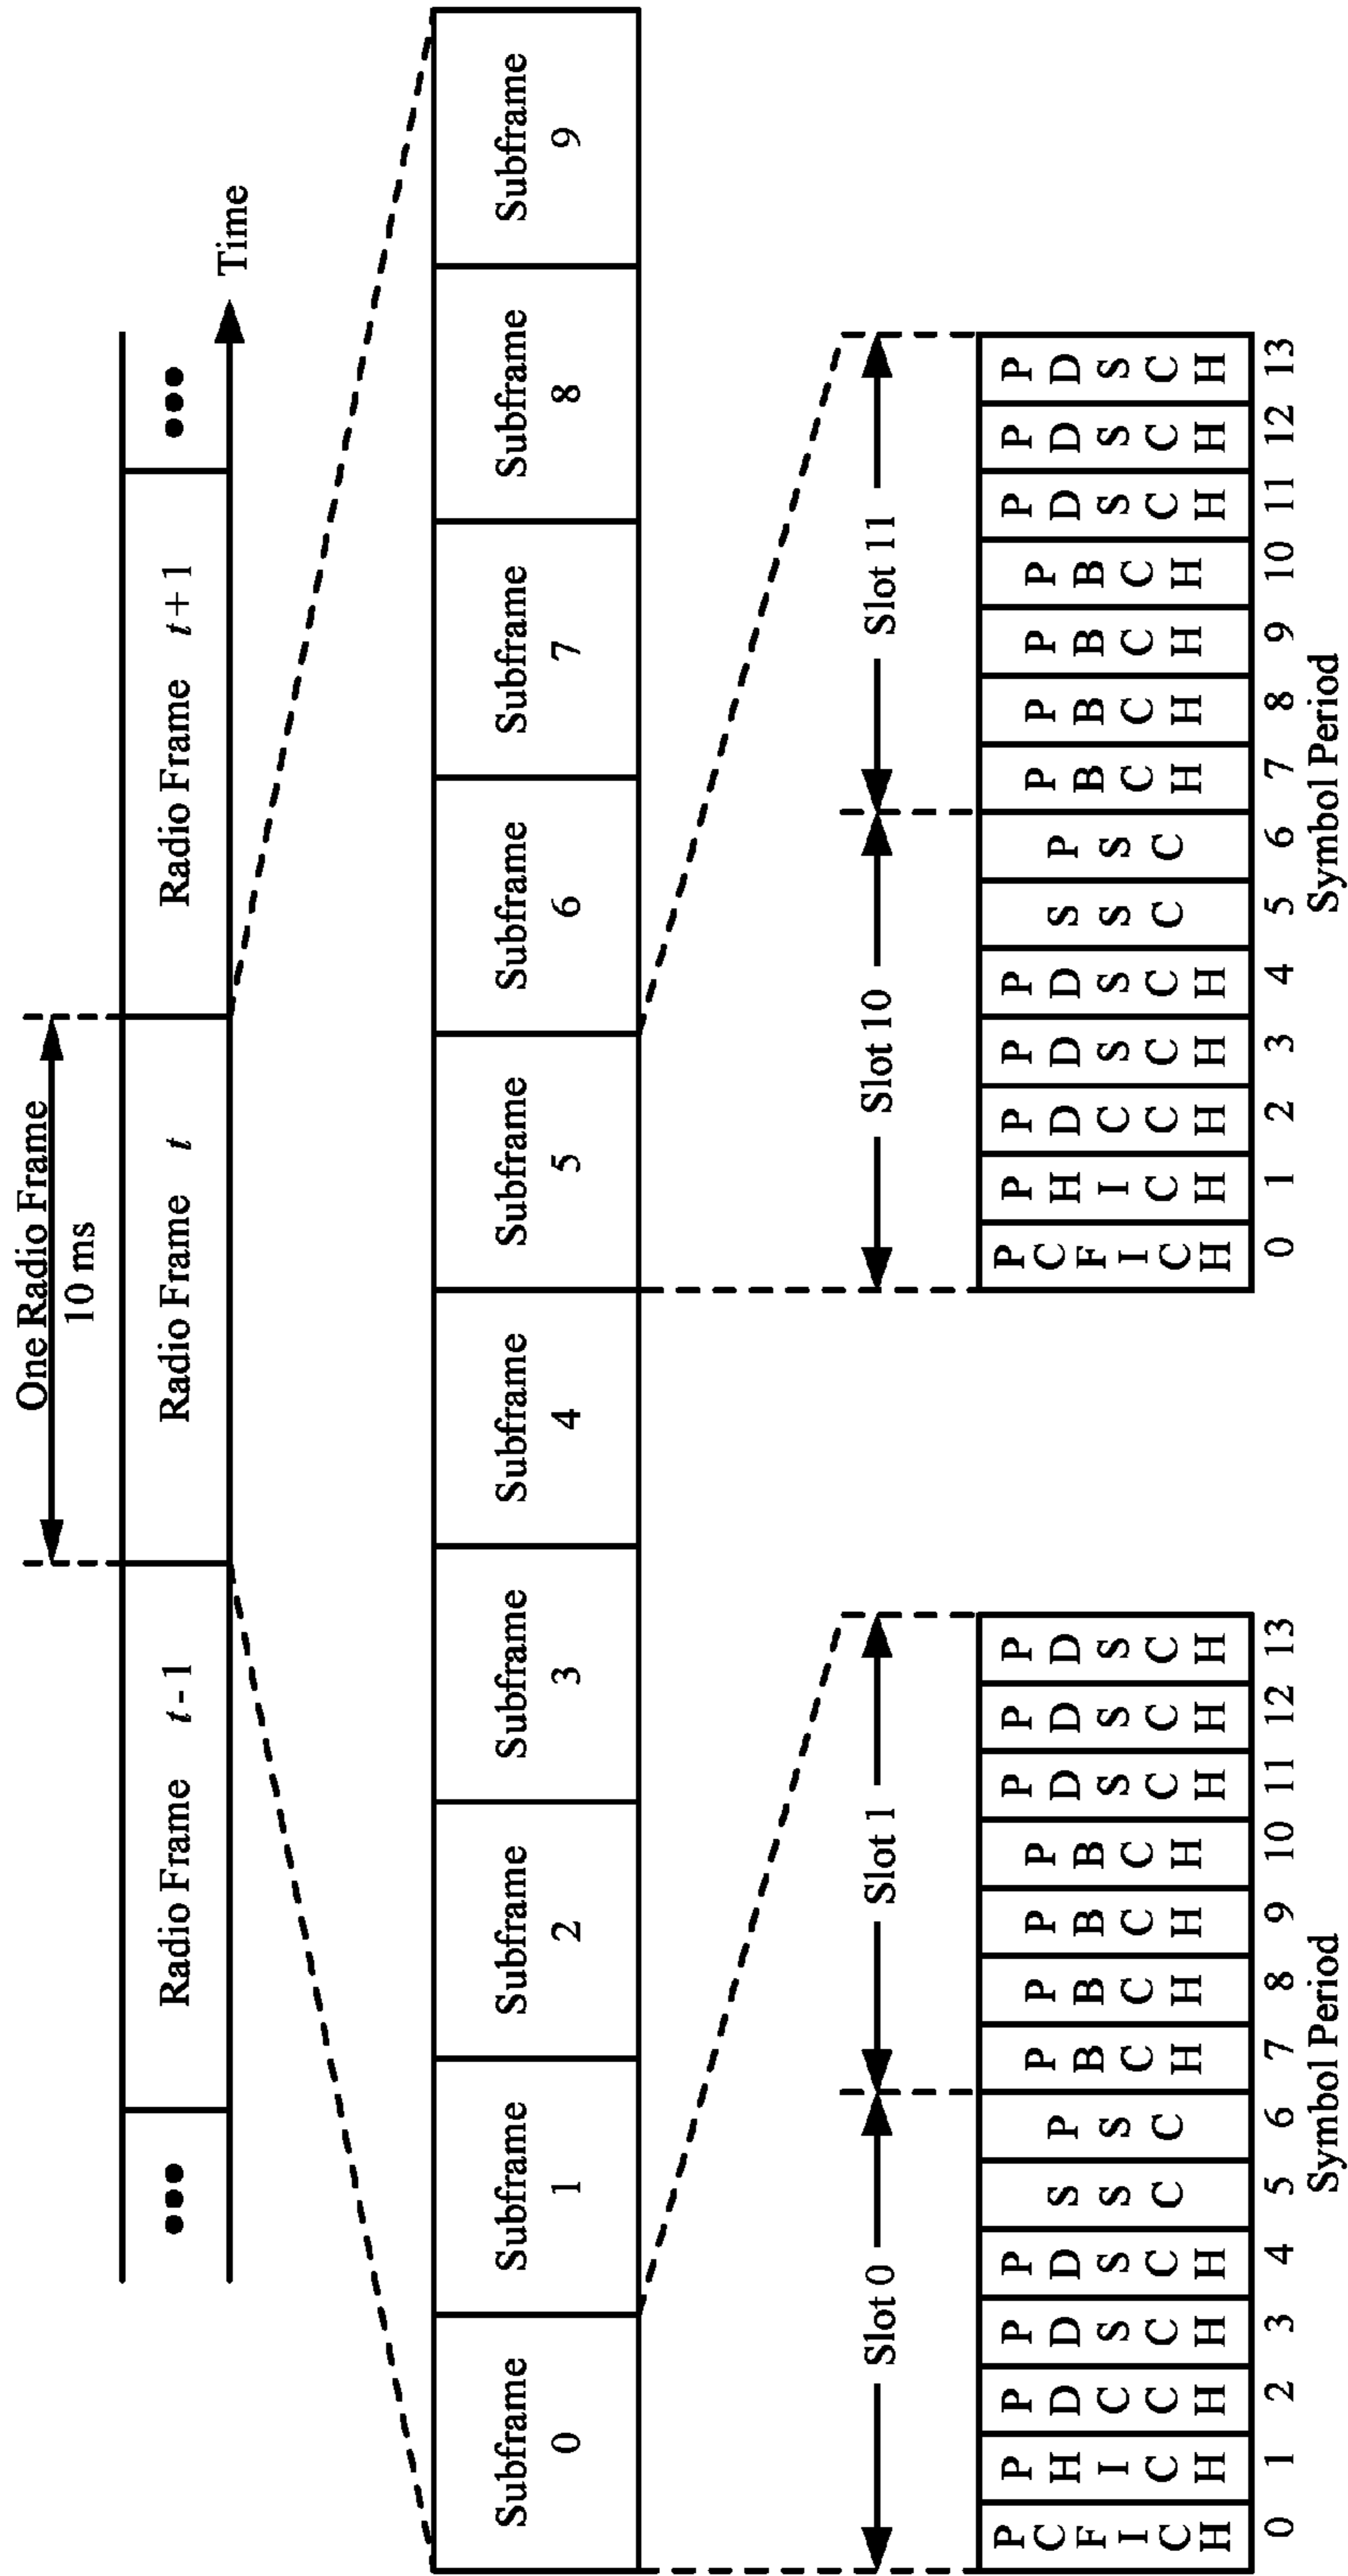 One Radio Frame
10 ms
••• Radio Frame t - 1 Radio Frame t Radio Frame t + 1 •••
Time
Subframe 0 Subframe 1 Subframe 2 Subframe 3 Subframe 4 Subframe 5 Subframe 6 Subframe 7 Subframe 8 Subframe 9
Slot 0 Slot 1
PCFICH PHICH PDCCH PDSCH PDSCH SSC PSC PBCH PBCH PBCH PBCH PDSCH PDSCH PDSCH
0 1 2 3 4 5 6 7 8 9 10 11 12 13
Symbol Period
Slot 10 Slot 11
PCFICH PHICH PDCCH PDSCH PDSCH SSC PSC PBCH PBCH PBCH PBCH PDSCH PDSCH PDSCH
0 1 2 3 4 5 6 7 8 9 10 11 12 13
Symbol Period